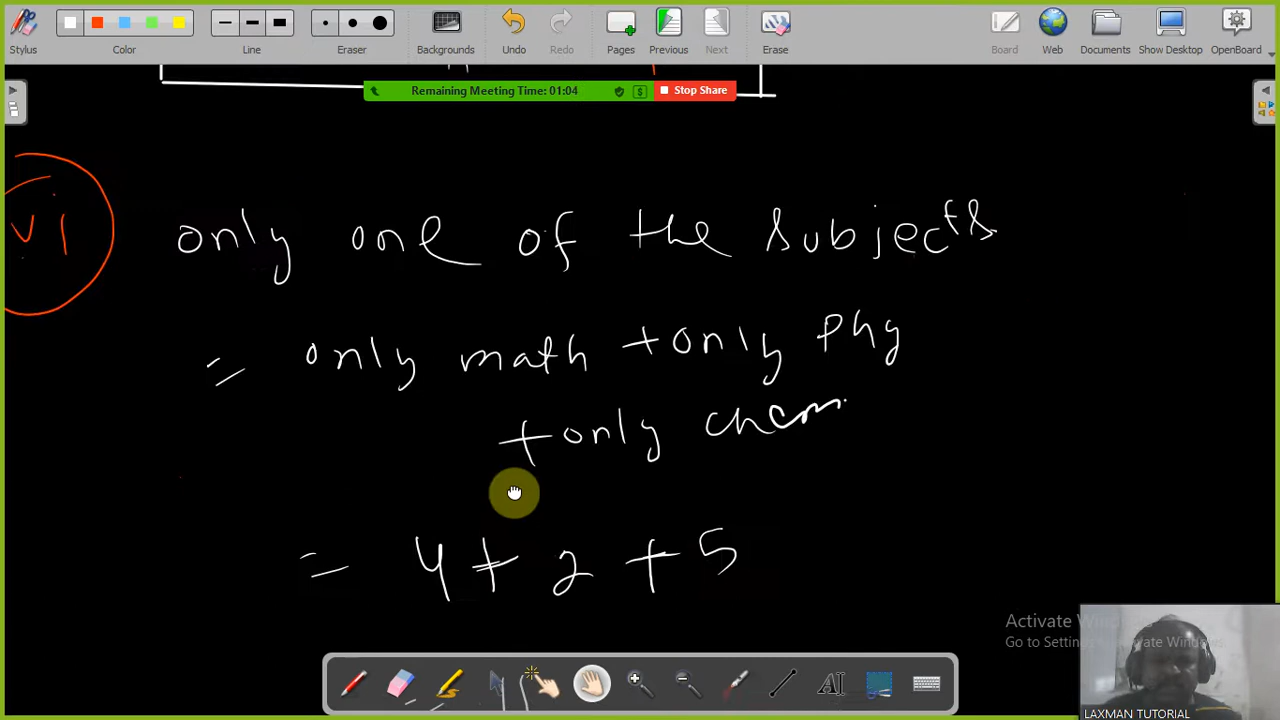 Stylus
Color
Line
Eraser
Backgrounds
Undo
Redo
Pages
Previous
Next
Erase
Board
Web
Documents
Show Desktop
OpenBoard
Remaining Meeting Time: 01:04
Stop Share
vi
only one of the subjects
= only math + only phy
+ only chem
= 4 + 2 + 5
Activate Windows
Go to Settings to activate Windows.
LAXMAN TUTORIAL